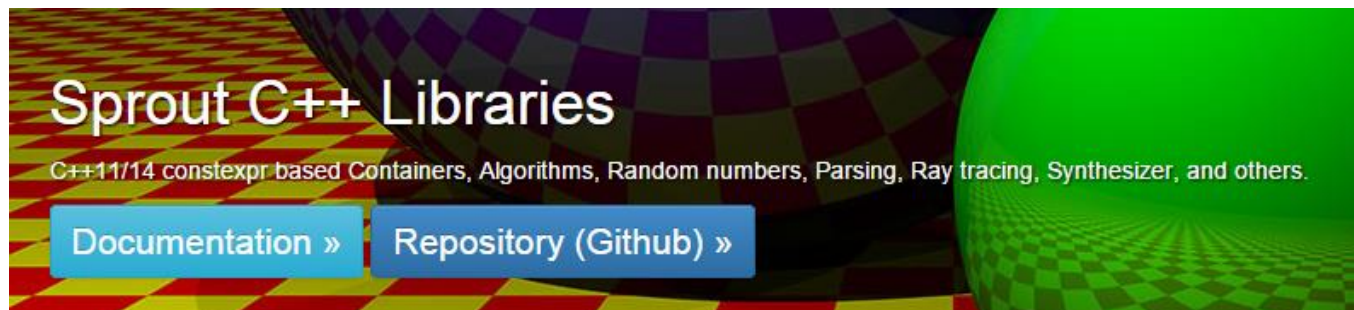 Sprout C++ Libraries
C++11/14 constexpr based Containers, Algorithms, Random numbers, Parsing, Ray tracing, Synthesizer, and others.
Documentation »
Repository (Github) »